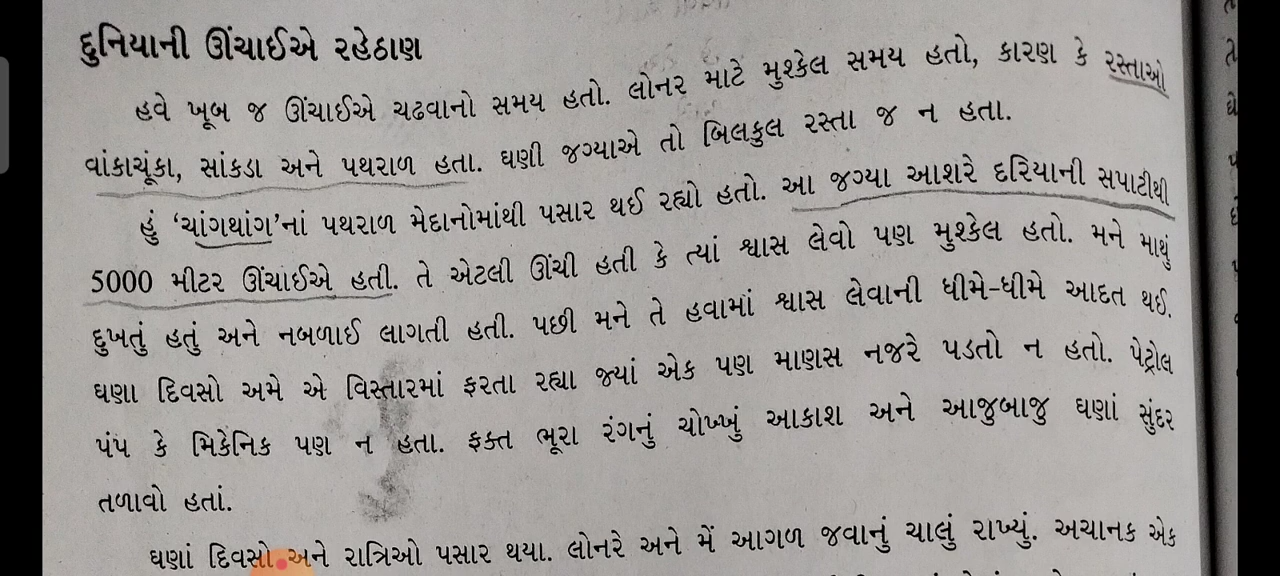 દુનિયાની ઊંચાઈએ રહેઠાણ
હવે ખૂબ જ ઊંચાઈએ ચઢવાનો સમય હતો. લોનર માટે મુશ્કેલ સમય હતો, કારણ કે રસ્તાઓ
વાંકાચૂંકા, સાંકડા અને પથરાળ હતા. ઘણી જગ્યાએ તો બિલકુલ રસ્તા જ ન હતા.
હું ‘ચાંગથાંગ’નાં પથરાળ મેદાનોમાંથી પસાર થઈ રહ્યો હતો. આ જગ્યા આશરે દરિયાની સપાટીથી
5000 મીટર ઊંચાઈએ હતી. તે એટલી ઊંચી હતી કે ત્યાં શ્વાસ લેવો પણ મુશ્કેલ હતો. મને માથું
દુખતું હતું અને નબળાઈ લાગતી હતી. પછી મને તે હવામાં શ્વાસ લેવાની ધીમે-ધીમે આદત થઈ.
ઘણા દિવસો અમે એ વિસ્તારમાં ફરતા રહ્યા જ્યાં એક પણ માણસ નજરે પડતો ન હતો. પેટ્રોલ
પંપ કે મિકેનિક પણ ન હતા. ફક્ત ભૂરા રંગનું ચોખ્ખું આકાશ અને આજુબાજુ ઘણાં સુંદર
તળાવો હતાં.
ઘણાં દિવસો અને રાત્રિઓ પસાર થયા. લોનરે અને મેં આગળ જવાનું ચાલું રાખ્યું. અચાનક એક